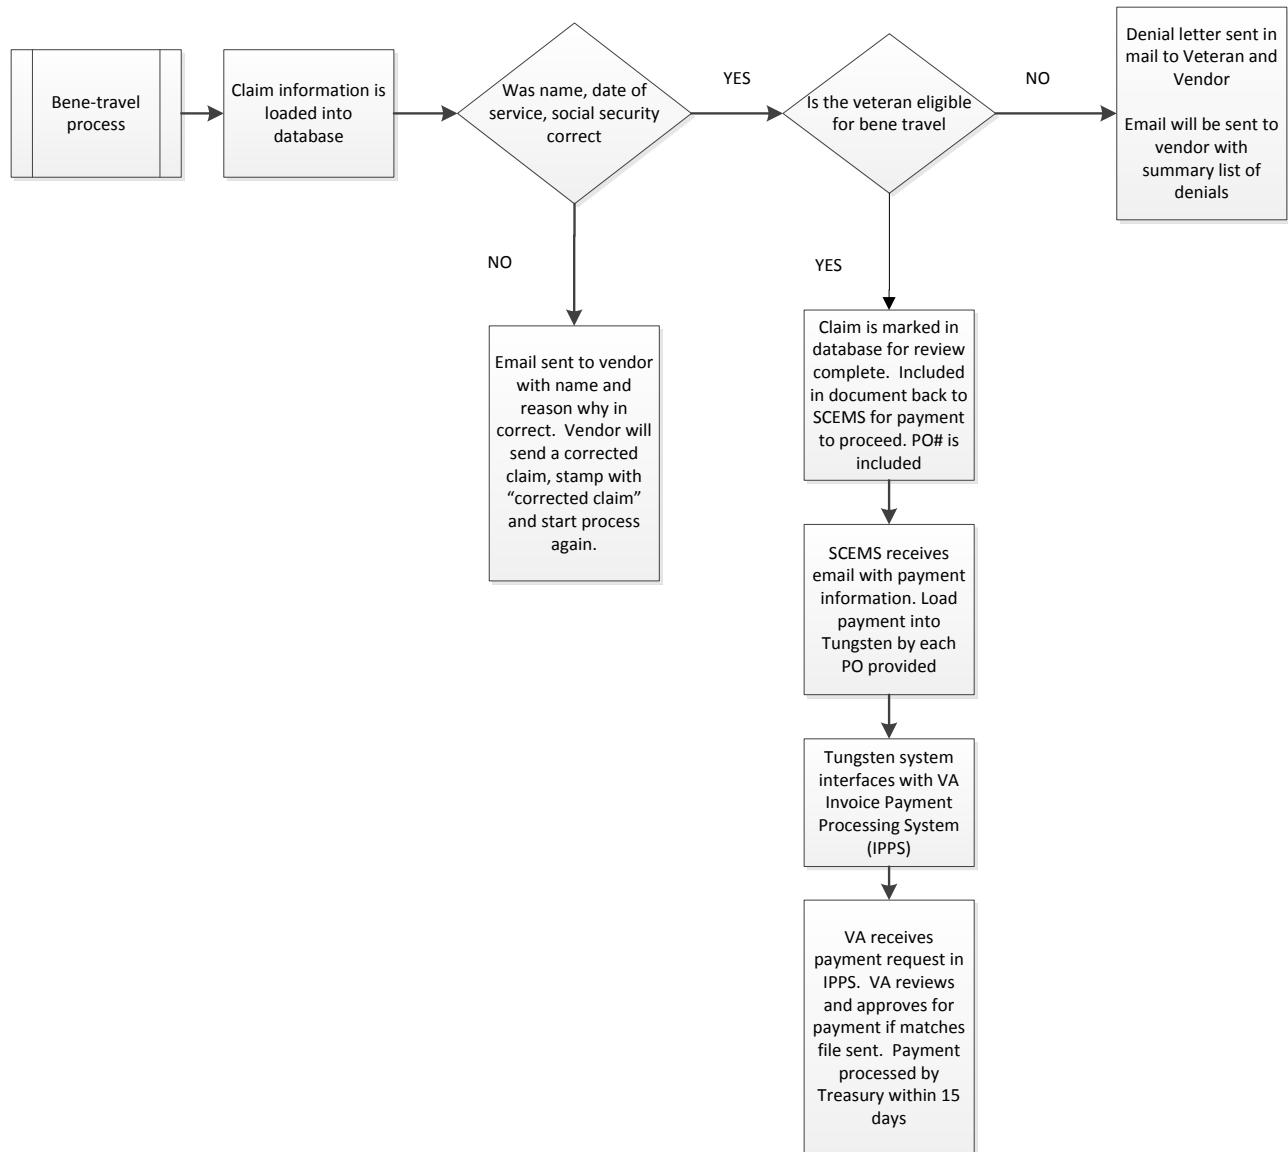 Bene-travel
process
Claim information is
loaded into
database
Was name, date of
service, social security
correct
YES
Is the veteran eligible
for bene travel
NO
Denial letter sent in
mail to Veteran and
Vendor
Email will be sent to
vendor with
summary list of
denials
NO
Email sent to vendor
with name and
reason why in
correct.  Vendor will
send a corrected
claim, stamp with
“corrected claim”
and start process
again.
YES
Claim is marked in
database for review
complete.  Included
in document back to
SCEMS for payment
to proceed. PO# is
included
SCEMS receives
email with payment
information. Load
payment into
Tungsten by each
PO provided
Tungsten system
interfaces with VA
Invoice Payment
Processing System
(IPPS)
VA receives
payment request in
IPPS.  VA reviews
and approves for
payment if matches
file sent.  Payment
processed by
Treasury within 15
days